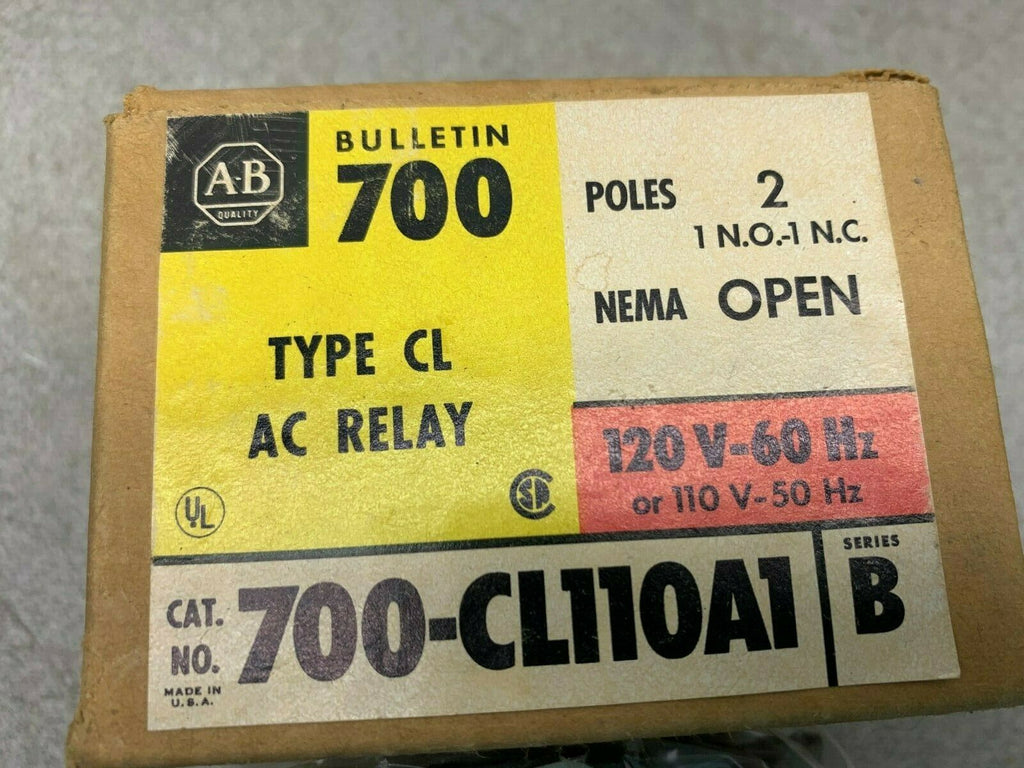 A-B
QUALITY
BULLETIN
700
TYPE CL
AC RELAY
UL
SA
POLES 2
1 N.O.-1 N.C.
NEMA OPEN
120 V-60 Hz
or 110 V-50 Hz
CAT.
NO.
700-CL110A1
SERIES
B
MADE IN
U.S.A.